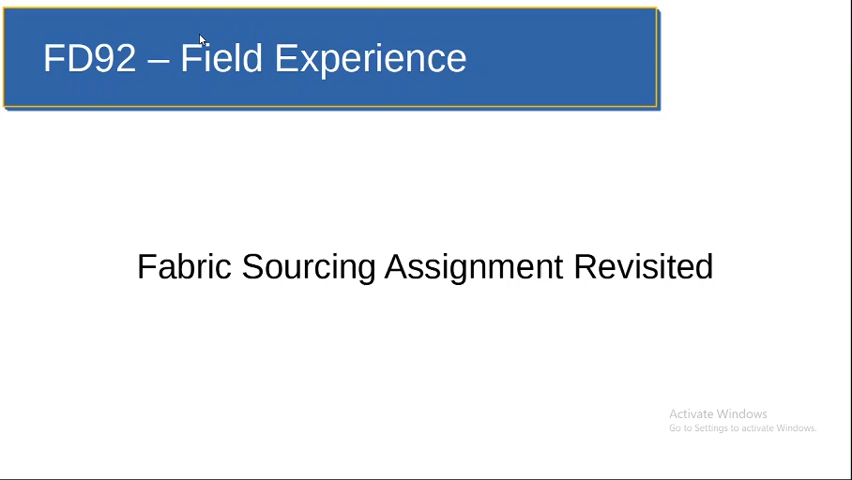 FD92 – Field Experience
Fabric Sourcing Assignment Revisited
Activate Windows
Go to Settings to activate Windows.